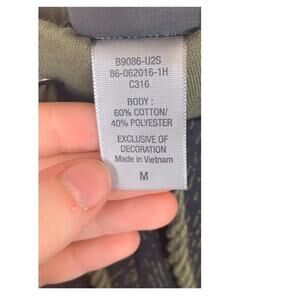 B9086-U2S
86-062016-1H
C316
BODY :
60% COTTON/
40% POLYESTER
EXCLUSIVE OF
DECORATION
Made in Vietnam
M